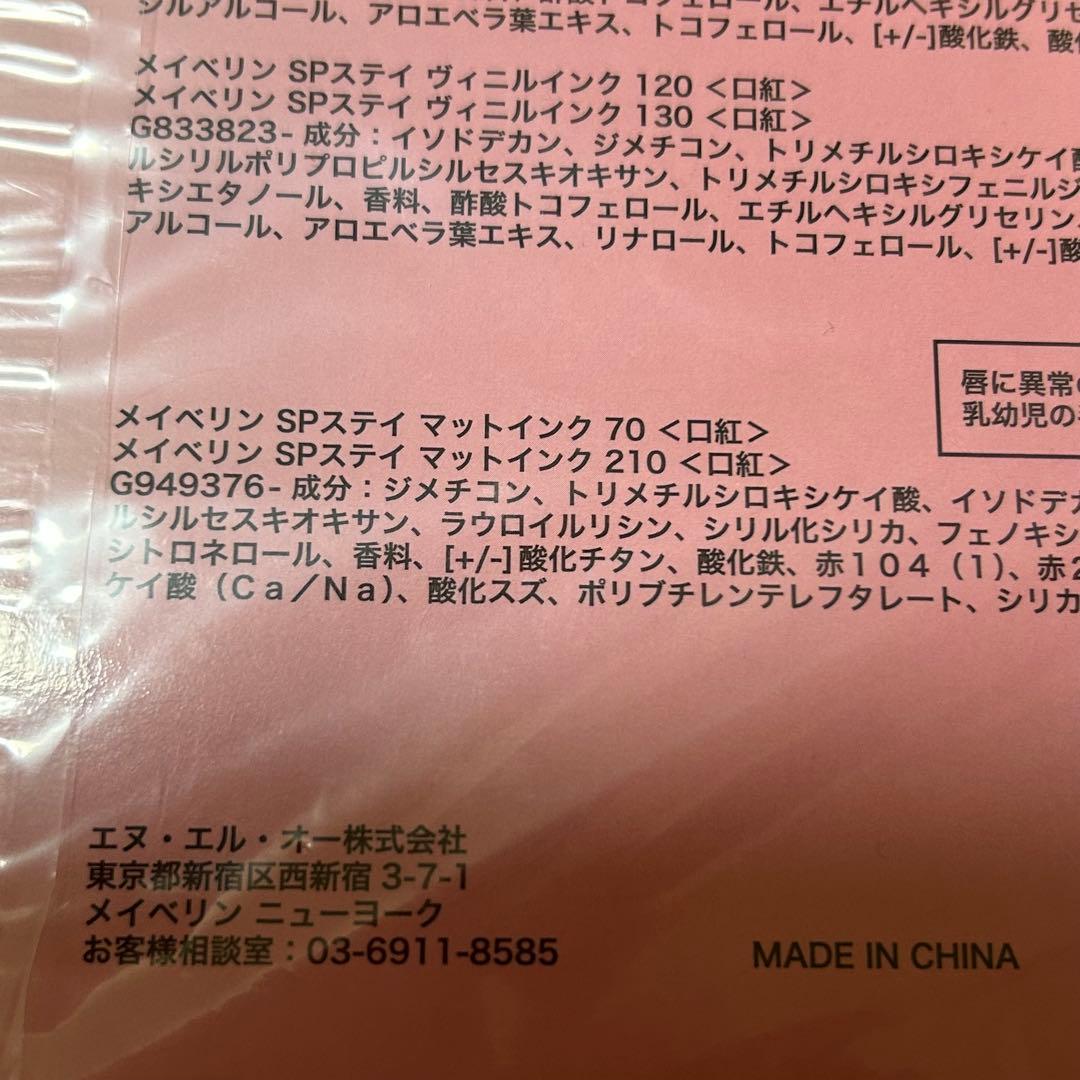 シルアルコール、アロエベラ葉エキス、トコフェロール、[+/-]酸化鉄、酸化
メイベリン SPステイ ヴィニルインク 120 ＜口紅＞
メイベリン SPステイ ヴィニルインク 130 ＜口紅＞
G833823- 成分：イソドデカン、ジメチコン、トリメチルシロキシケイ酸
ルシリルポリプロピルシルセスキオキサン、トリメチルシロキシフェニルジ
キシエタノール、香料、酢酸トコフェロール、エチルヘキシルグリセリン、
アルコール、アロエベラ葉エキス、リナロール、トコフェロール、[+/-]酸
唇に異常の
乳幼児の
メイベリン SPステイ マットインク 70 ＜口紅＞
メイベリン SPステイ マットインク 210 ＜口紅＞
G949376- 成分：ジメチコン、トリメチルシロキシケイ酸、イソドデカ
ルシルセスキオキサン、ラウロイルリシン、シリル化シリカ、フェノキシ
シトロネロール、香料、[+/-]酸化チタン、酸化鉄、赤１０４（１）、赤２
ケイ酸（Ｃａ／Ｎａ）、酸化スズ、ポリブチレンテレフタレート、シリカ
エヌ・エル・オー株式会社
東京都新宿区西新宿 3-7-1
メイベリン ニューヨーク
お客様相談室：03-6911-8585
MADE IN CHINA